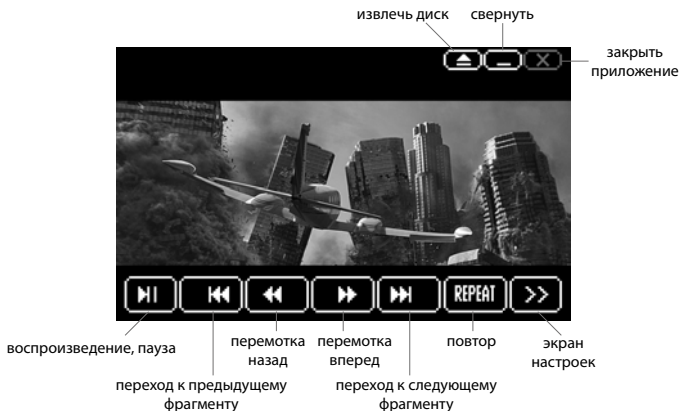 извлечь диск
свернуть
закрыть
приложение
REPEAT
воспроизведение, пауза
перемотка
назад
перемотка
вперед
повтор
экран
настроек
переход к предыдущему
фрагменту
переход к следующему
фрагменту